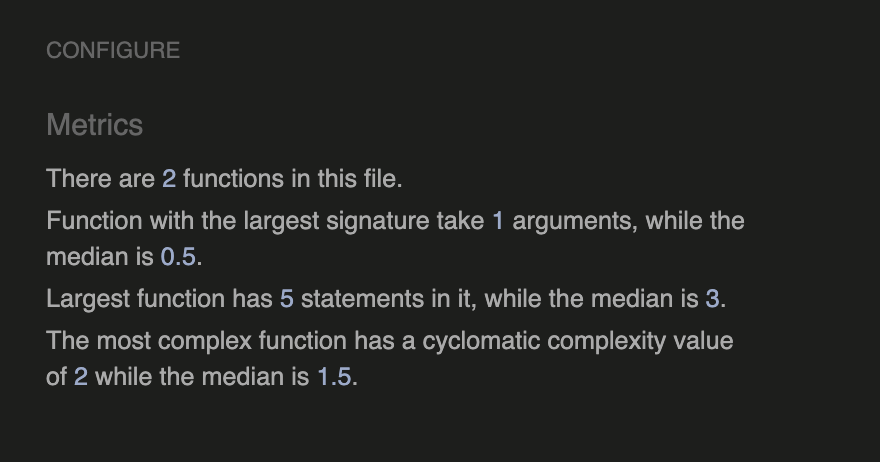 CONFIGURE
Metrics
There are 2 functions in this file.
Function with the largest signature take 1 arguments, while the
median is 0.5.
Largest function has 5 statements in it, while the median is 3.
The most complex function has a cyclomatic complexity value
of 2 while the median is 1.5.